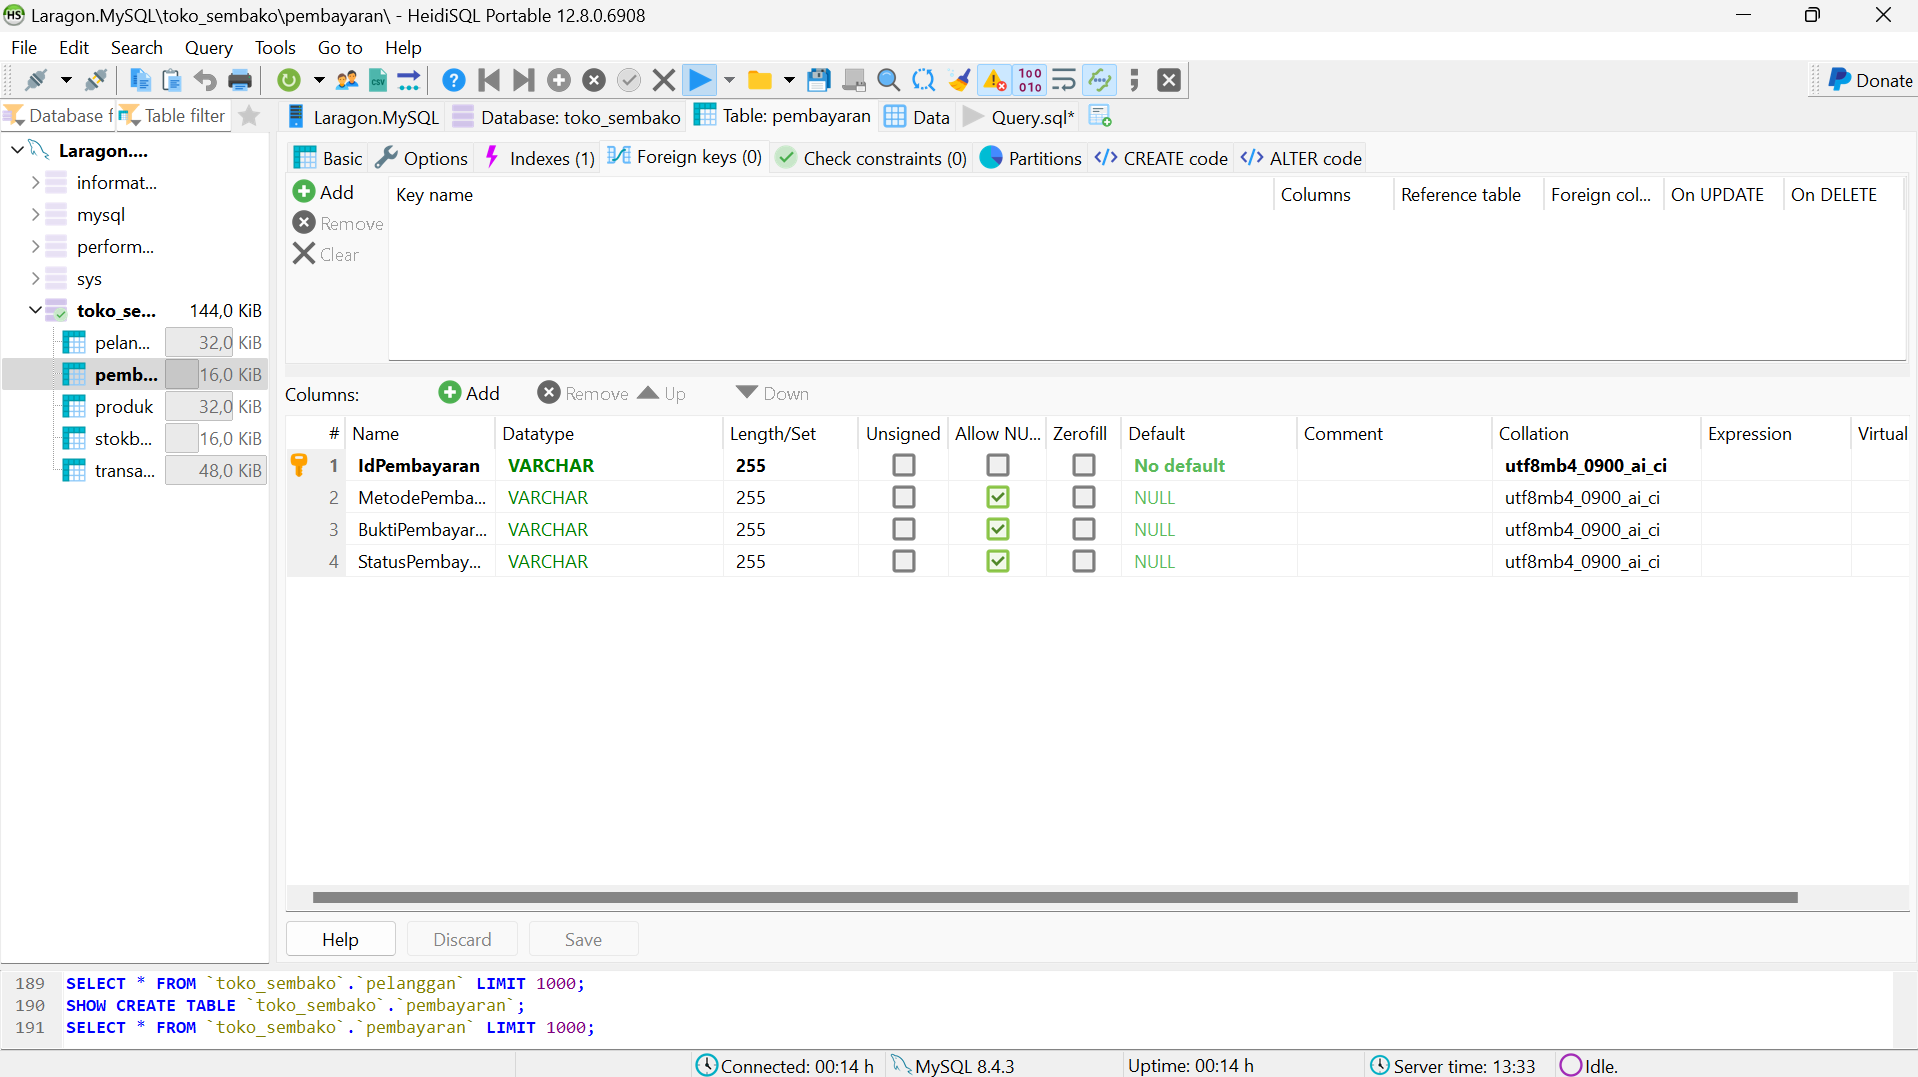 Laragon.MySQL\toko_sembako\pembayaran\ - HeidiSQL Portable 12.8.0.6908
File Edit Search Query Tools Go to Help
Donate
Database f Table filter
Laragon.MySQL Database: toko_sembako Table: pembayaran Data Query.sql*
Laragon....
informat...
mysql
perform...
sys
toko_se... 144,0 KiB
pelan... 32,0 KiB
pemb... 16,0 KiB
produk 32,0 KiB
stokb... 16,0 KiB
transa... 48,0 KiB
Basic Options Indexes (1) Foreign keys (0) Check constraints (0) Partitions CREATE code ALTER code
Add
Remove
Clear
Key name Columns Reference table Foreign col... On UPDATE On DELETE
Columns: Add Remove Up Down
# Name Datatype Length/Set Unsigned Allow NU... Zerofill Default Comment Collation Expression Virtual
1 IdPembayaran VARCHAR 255 No default utf8mb4_0900_ai_ci
2 MetodePemba... VARCHAR 255 NULL utf8mb4_0900_ai_ci
3 BuktiPembayar... VARCHAR 255 NULL utf8mb4_0900_ai_ci
4 StatusPembay... VARCHAR 255 NULL utf8mb4_0900_ai_ci
Help Discard Save
189 SELECT * FROM `toko_sembako`.`pelanggan` LIMIT 1000;
190 SHOW CREATE TABLE `toko_sembako`.`pembayaran`;
191 SELECT * FROM `toko_sembako`.`pembayaran` LIMIT 1000;
Connected: 00:14 h MySQL 8.4.3 Uptime: 00:14 h Server time: 13:33 Idle.